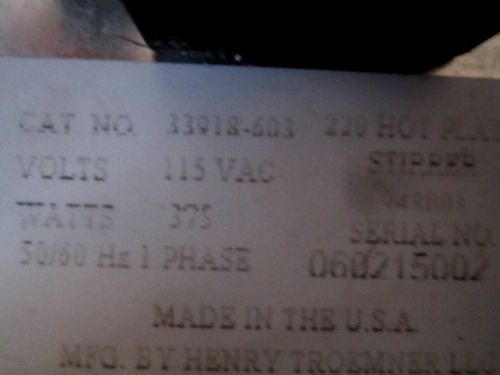 CAT. NO. 33918-603 220 HOT PLA
VOLTS 115 VAC STIRRER
WATTS 375
SERIAL NO
50/60 Hz 1 PHASE 060215002
MADE IN THE U.S.A.
MFG. BY HENRY TROEMNER LLC